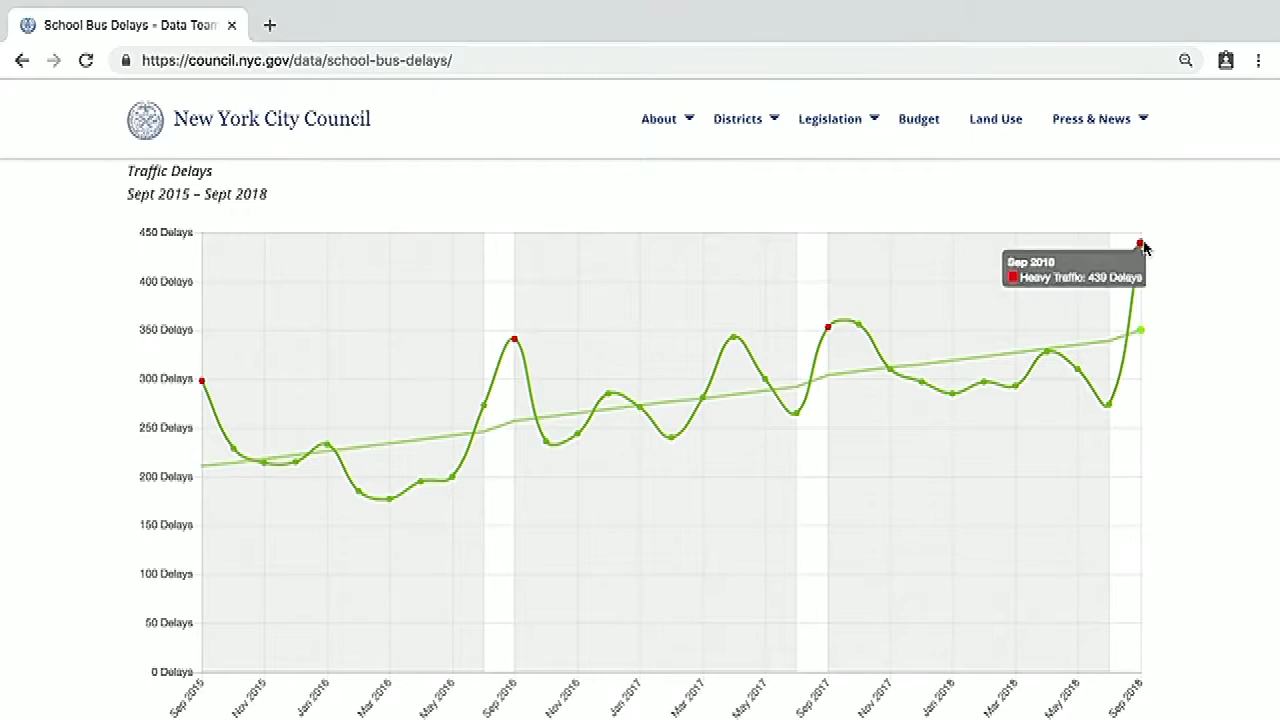 School Bus Delays - Data Team
https://council.nyc.gov/data/school-bus-delays/
New York City Council
About Districts Legislation Budget Land Use Press & News
Traffic Delays
Sept 2015 – Sept 2018
450 Delays
400 Delays
350 Delays
300 Delays
250 Delays
200 Delays
150 Delays
100 Delays
50 Delays
0 Delays
Sep 2018
Heavy Traffic: 439 Delays
Sep 2015 Nov 2015 Jan 2016 Mar 2016 May 2016 Sep 2016 Nov 2016 Jan 2017 Mar 2017 May 2017 Sep 2017 Nov 2017 Jan 2018 Mar 2018 May 2018 Sep 2018